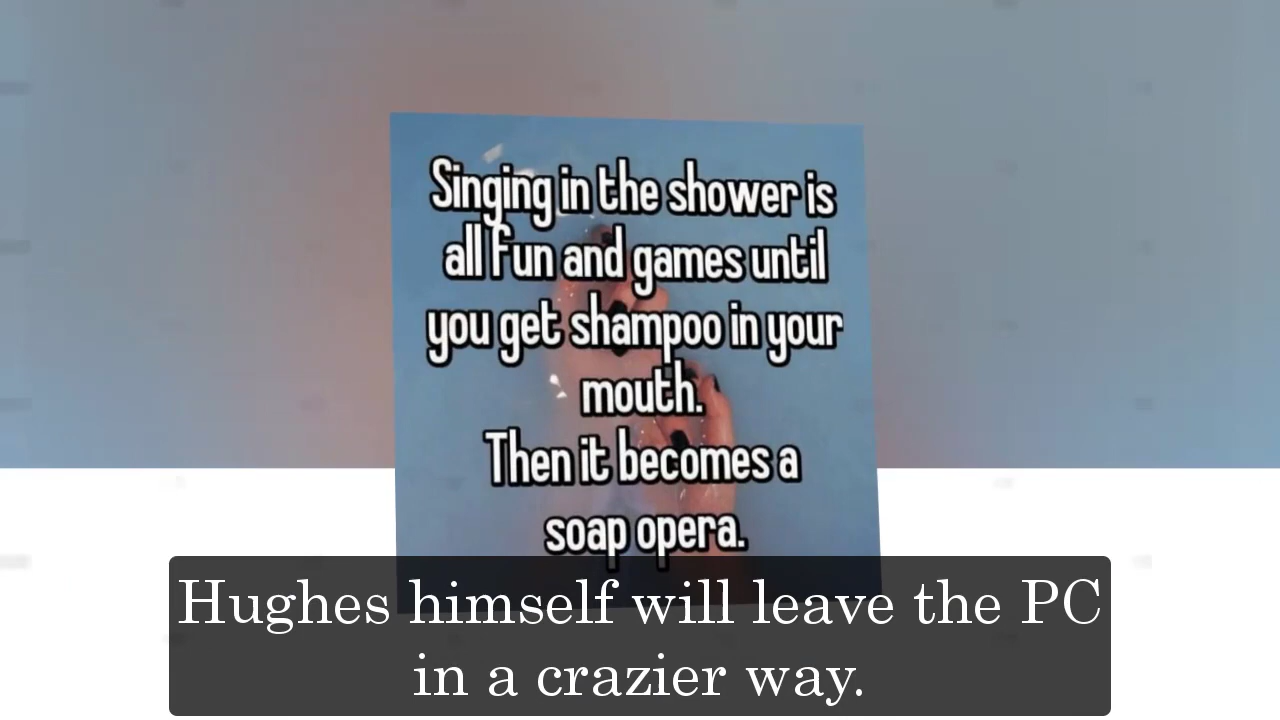 Singing in the shower is
all fun and games until
you get shampoo in your
mouth.
Then it becomes a
soap opera.
Hughes himself will leave the PC
in a crazier way.